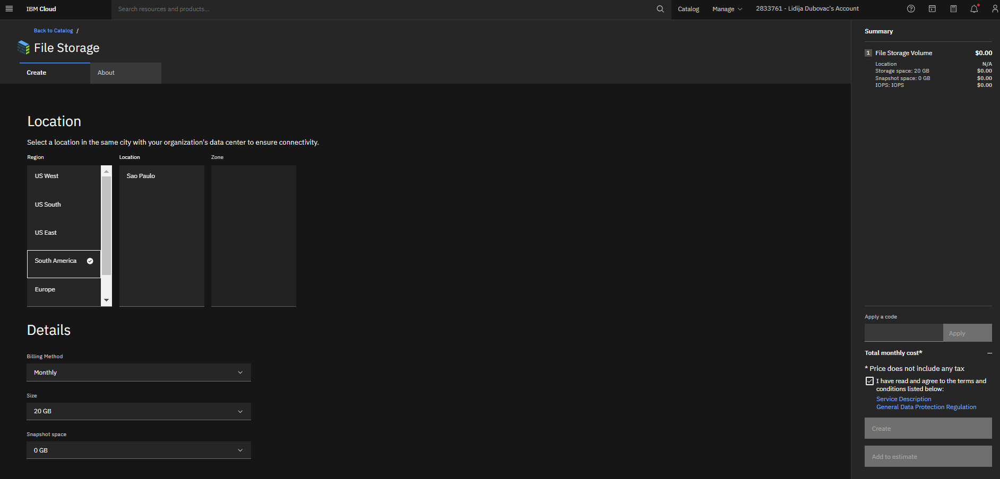 IBM Cloud
Search resources and products...
Catalog
Manage
2833761 - Lidija Dubovac's Account
Back to Catalog /
File Storage
Create
About
Location
Select a location in the same city with your organization's data center to ensure connectivity.
Region
Location
Zone
US West
US South
US East
South America
Europe
Sao Paulo
Details
Billing Method
Monthly
Size
20 GB
Snapshot space
0 GB
Summary
1 File Storage Volume $0.00
Location N/A
Storage space: 20 GB $0.00
Snapshot space: 0 GB $0.00
IOPS: IOPS $0.00
Apply a code
Apply
Total monthly cost* –
* Price does not include any tax
I have read and agree to the terms and
conditions listed below:
Service Description
General Data Protection Regulation
Create
Add to estimate